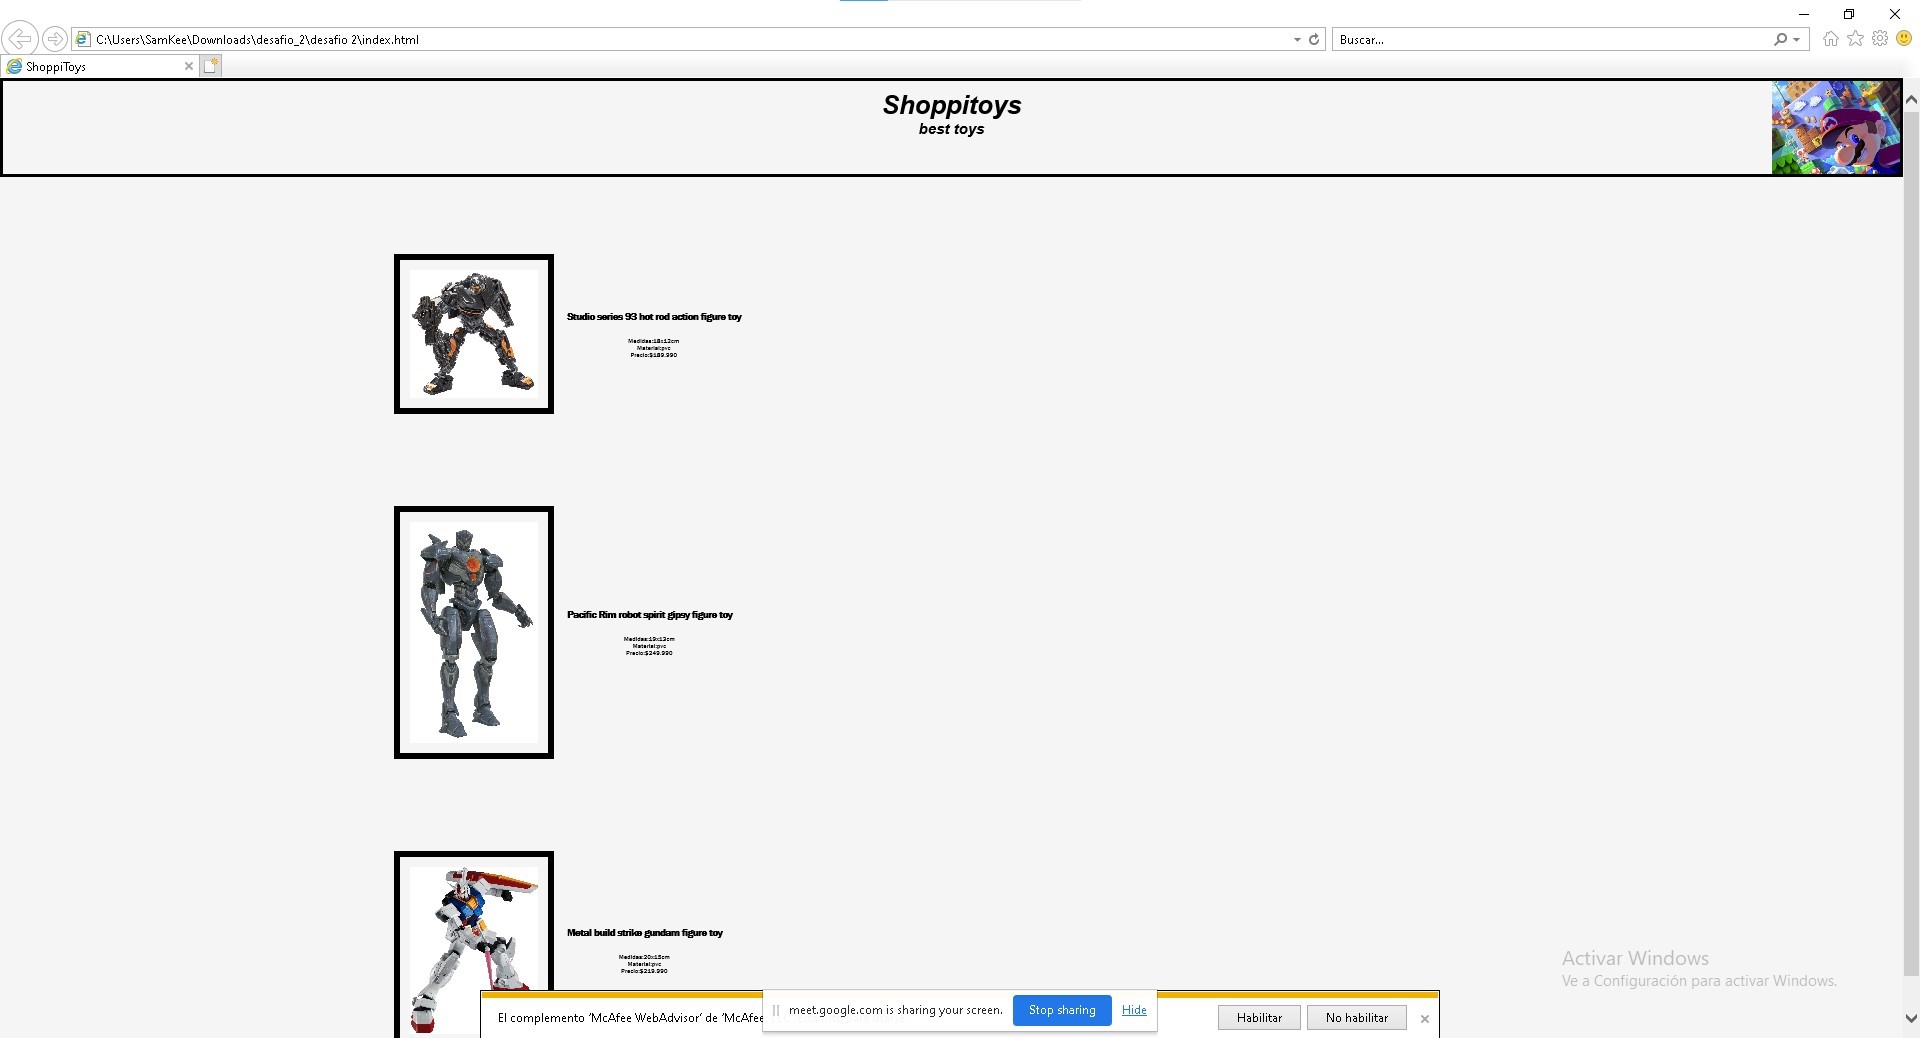 C:\Users\SamKee\Downloads\desafio_2\desafio 2\index.html
Buscar...
ShoppiToys
Shoppitoys
best toys
Studio series 93 hot rod action figure toy
Medidas:18x12cm
Material:pvc
Precio:$189.990
Pacific Rim robot spirit gipsy figure toy
Medidas:19x13cm
Material:pvc
Precio:$249.990
Metal build strike gundam figure toy
Medidas:20x15cm
Material:pvc
Precio:$219.990
Activar Windows
Ve a Configuración para activar Windows.
El complemento 'McAfee WebAdvisor' de 'McAfee
meet.google.com is sharing your screen.
Stop sharing
Hide
Habilitar
No habilitar